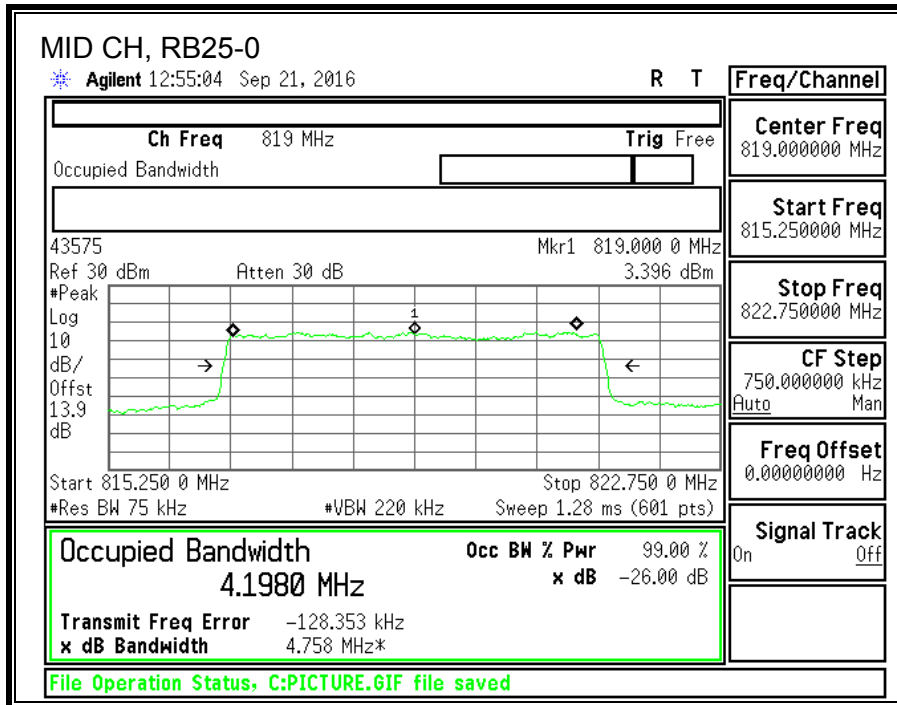 MID CH, RB25-0
Agilent 12:55:04 Sep 21, 2016 R T
Ch Freq 819 MHz Trig Free
Occupied Bandwidth
43575 Mkr1 819.000 0 MHz
Ref 30 dBm Atten 30 dB 3.396 dBm
#Peak
Log
10
dB/
Offst
13.9
dB
1
Start 815.250 0 MHz Stop 822.750 0 MHz
#Res BW 75 kHz #VBW 220 kHz Sweep 1.28 ms (601 pts)
Occupied Bandwidth Occ BW % Pwr 99.00 %
4.1980 MHz x dB -26.00 dB
Transmit Freq Error -128.353 kHz
x dB Bandwidth 4.758 MHz*
File Operation Status, C:PICTURE.GIF file saved
Freq/Channel
Center Freq
819.000000 MHz
Start Freq
815.250000 MHz
Stop Freq
822.750000 MHz
CF Step
750.000000 kHz
Auto Man
Freq Offset
0.00000000 Hz
Signal Track
On Off